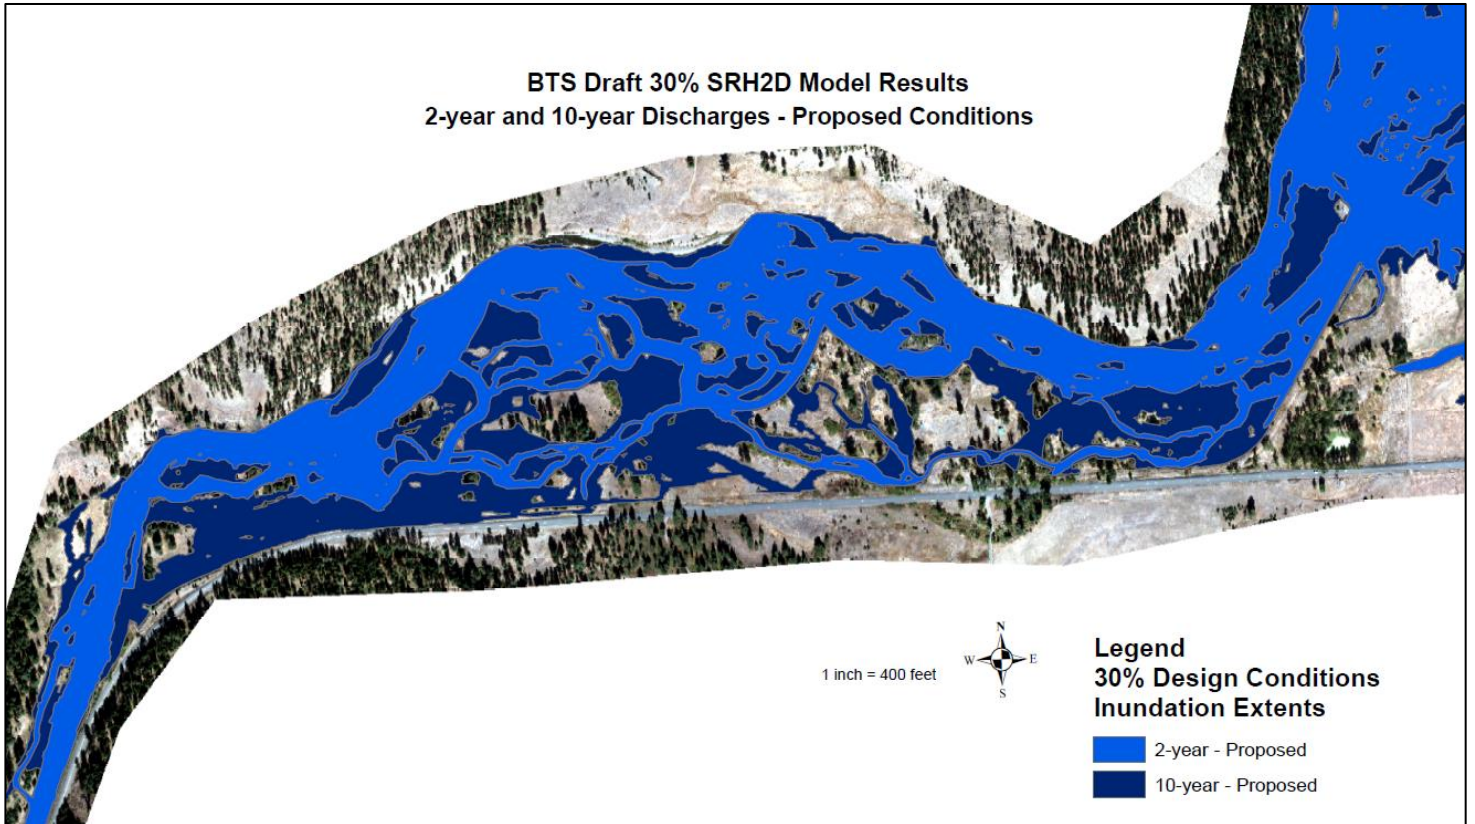 BTS Draft 30% SRH2D Model Results
2-year and 10-year Discharges - Proposed Conditions
N
W E
S
1 inch = 400 feet
Legend
30% Design Conditions
Inundation Extents
2-year - Proposed
10-year - Proposed